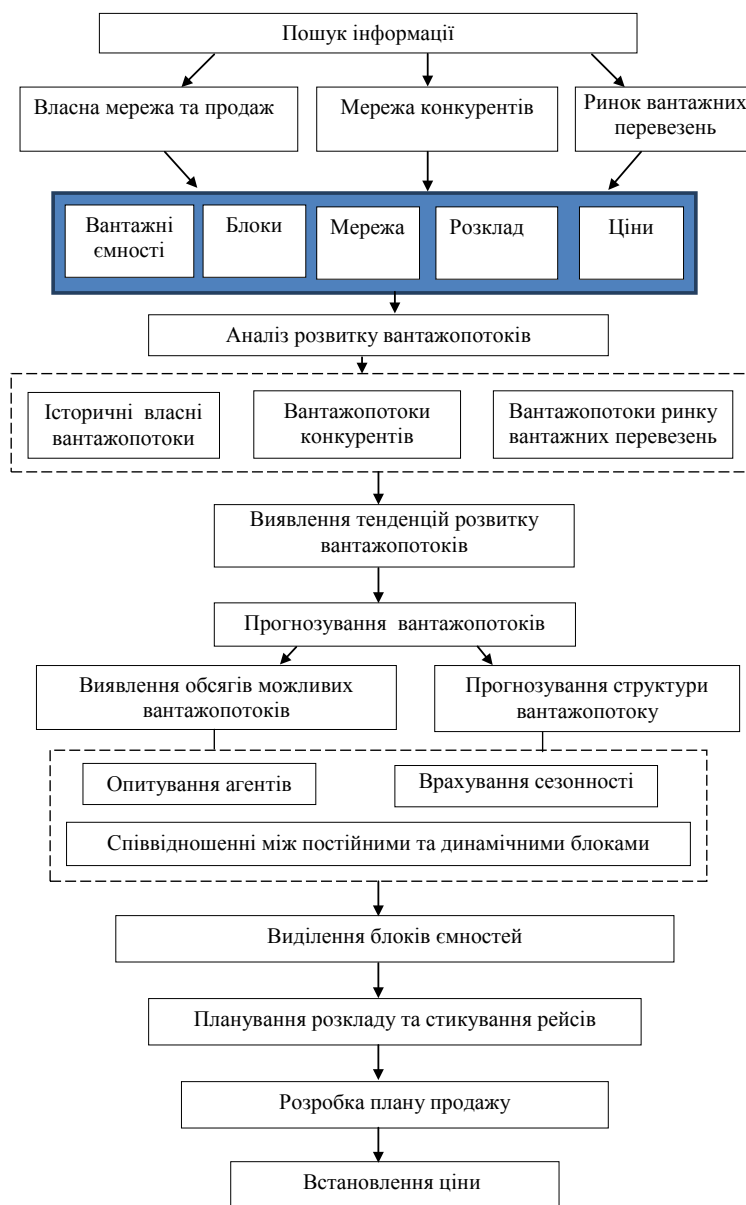 Пошук інформації
Власна мережа та продаж
Мережа конкурентів
Ринок вантажних
перевезень
Вантажні
ємності
Блоки
Мережа
Розклад
Ціни
Аналіз розвитку вантажопотоків
Історичні власні
вантажопотоки
Вантажопотоки
конкурентів
Вантажопотоки ринку
вантажних перевезень
Виявлення тенденцій розвитку
вантажопотоків
Прогнозування вантажопотоків
Виявлення обсягів можливих
вантажопотоків
Прогнозування структури
вантажопотоку
Опитування агентів
Врахування сезонності
Співвідношенні між постійними та динамічними блоками
Виділення блоків ємностей
Планування розкладу та стикування рейсів
Розробка плану продажу
Встановлення ціни